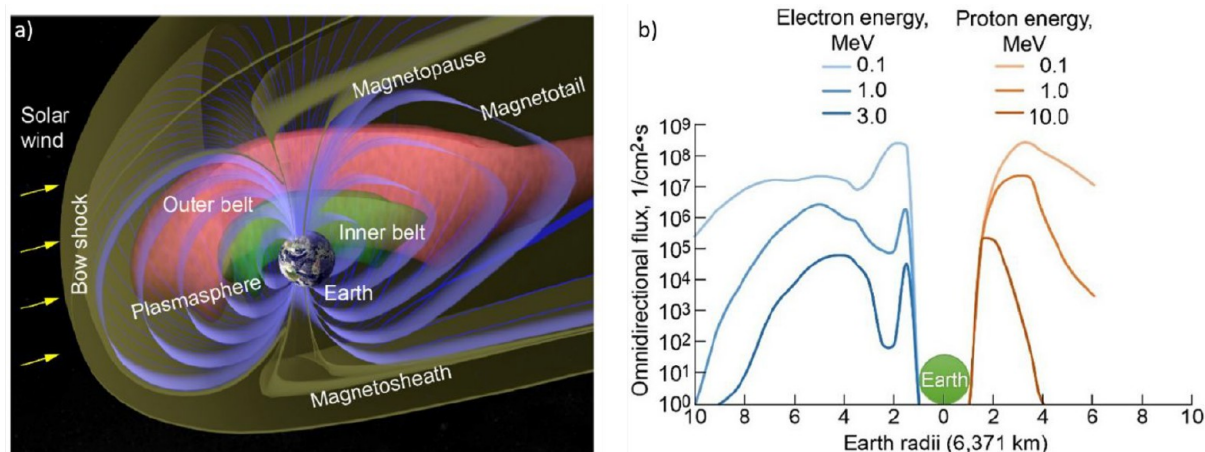 a)
Solar
wind
Bow shock
Magnetopause
Magnetotail
Outer belt
Inner belt
Plasmasphere
Earth
Magnetosheath
b)
Electron energy,
MeV
0.1
1.0
3.0
Proton energy,
MeV
0.1
1.0
10.0
Omnidirectional flux, 1/cm²•s
10⁹
10⁸
10⁷
10⁶
10⁵
10⁴
10³
10²
10¹
10⁰
Earth
10 8 6 4 2 0 2 4 6 8 10
Earth radii (6,371 km)